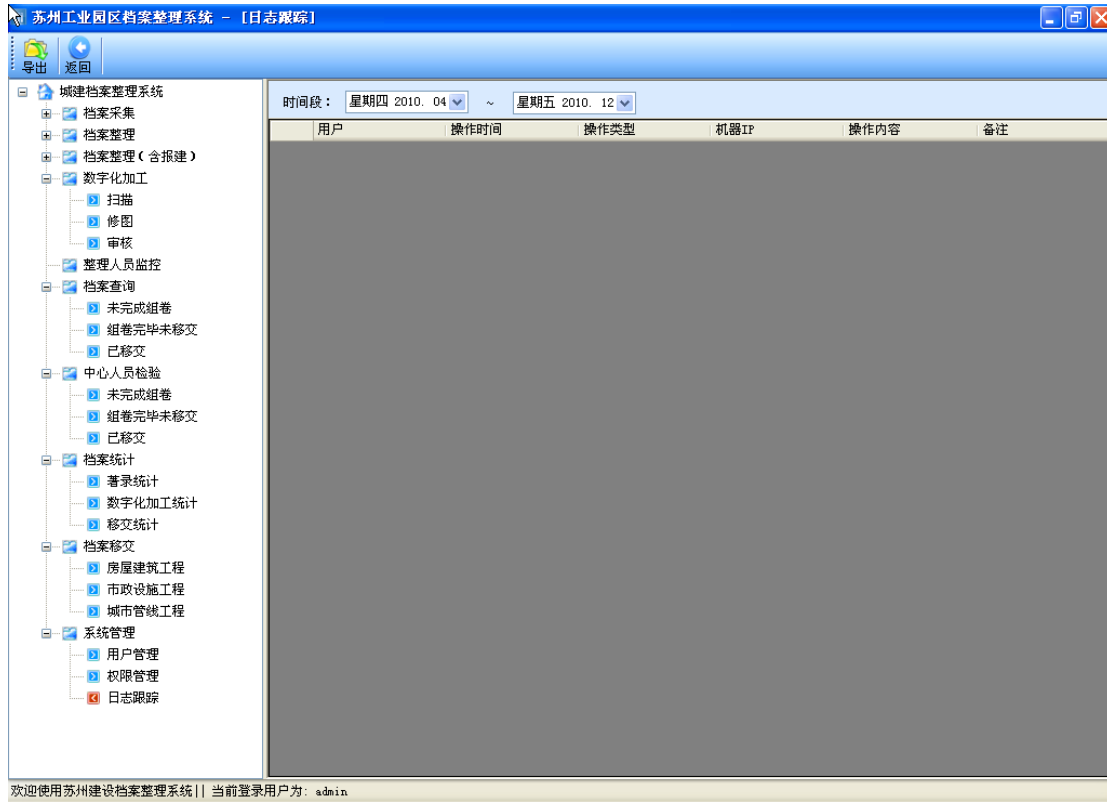 苏州工业园区档案整理系统 - [日志跟踪]
导出 返回
城建档案整理系统
档案采集
档案整理
档案整理(含报建)
数字化加工
扫描
修图
审核
整理人员监控
档案查询
未完成组卷
组卷完毕未移交
已移交
中心人员检验
未完成组卷
组卷完毕未移交
已移交
档案统计
著录统计
数字化加工统计
移交统计
档案移交
房屋建筑工程
市政设施工程
城市管线工程
系统管理
用户管理
权限管理
日志跟踪
时间段: 星期四 2010. 04 ~ 星期五 2010. 12
用户 操作时间 操作类型 机器IP 操作内容 备注
欢迎使用苏州建设档案整理系统|| 当前登录用户为: admin